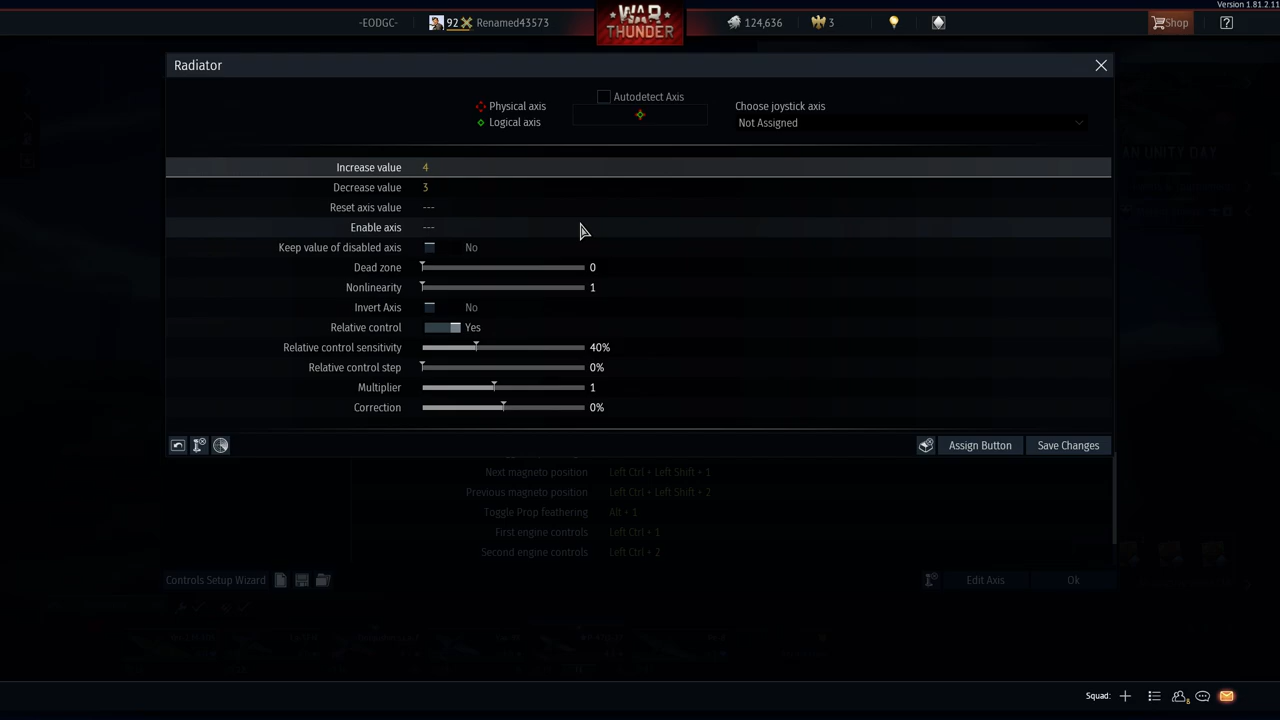 Version 1.81.2.11
-EODGC-
92
Renamed43573
WAR THUNDER
124,636
3
Shop
Radiator
Autodetect Axis
Physical axis
Logical axis
Choose joystick axis
Not Assigned
AN UNITY DAY
Increase value 4
Decrease value 3
Reset axis value ---
Enable axis ---
Keep value of disabled axis No
Dead zone 0
Nonlinearity 1
Invert Axis No
Relative control Yes
Relative control sensitivity 40%
Relative control step 0%
Multiplier 1
Correction 0%
Assign Button
Save Changes
Next magneto position Left Ctrl + Left Shift + 1
Previous magneto position Left Ctrl + Left Shift + 2
Toggle Prop feathering Alt + 1
First engine controls Left Ctrl + 1
Second engine controls Left Ctrl + 2
Controls Setup Wizard
Edit Axis
Ok
Squad: